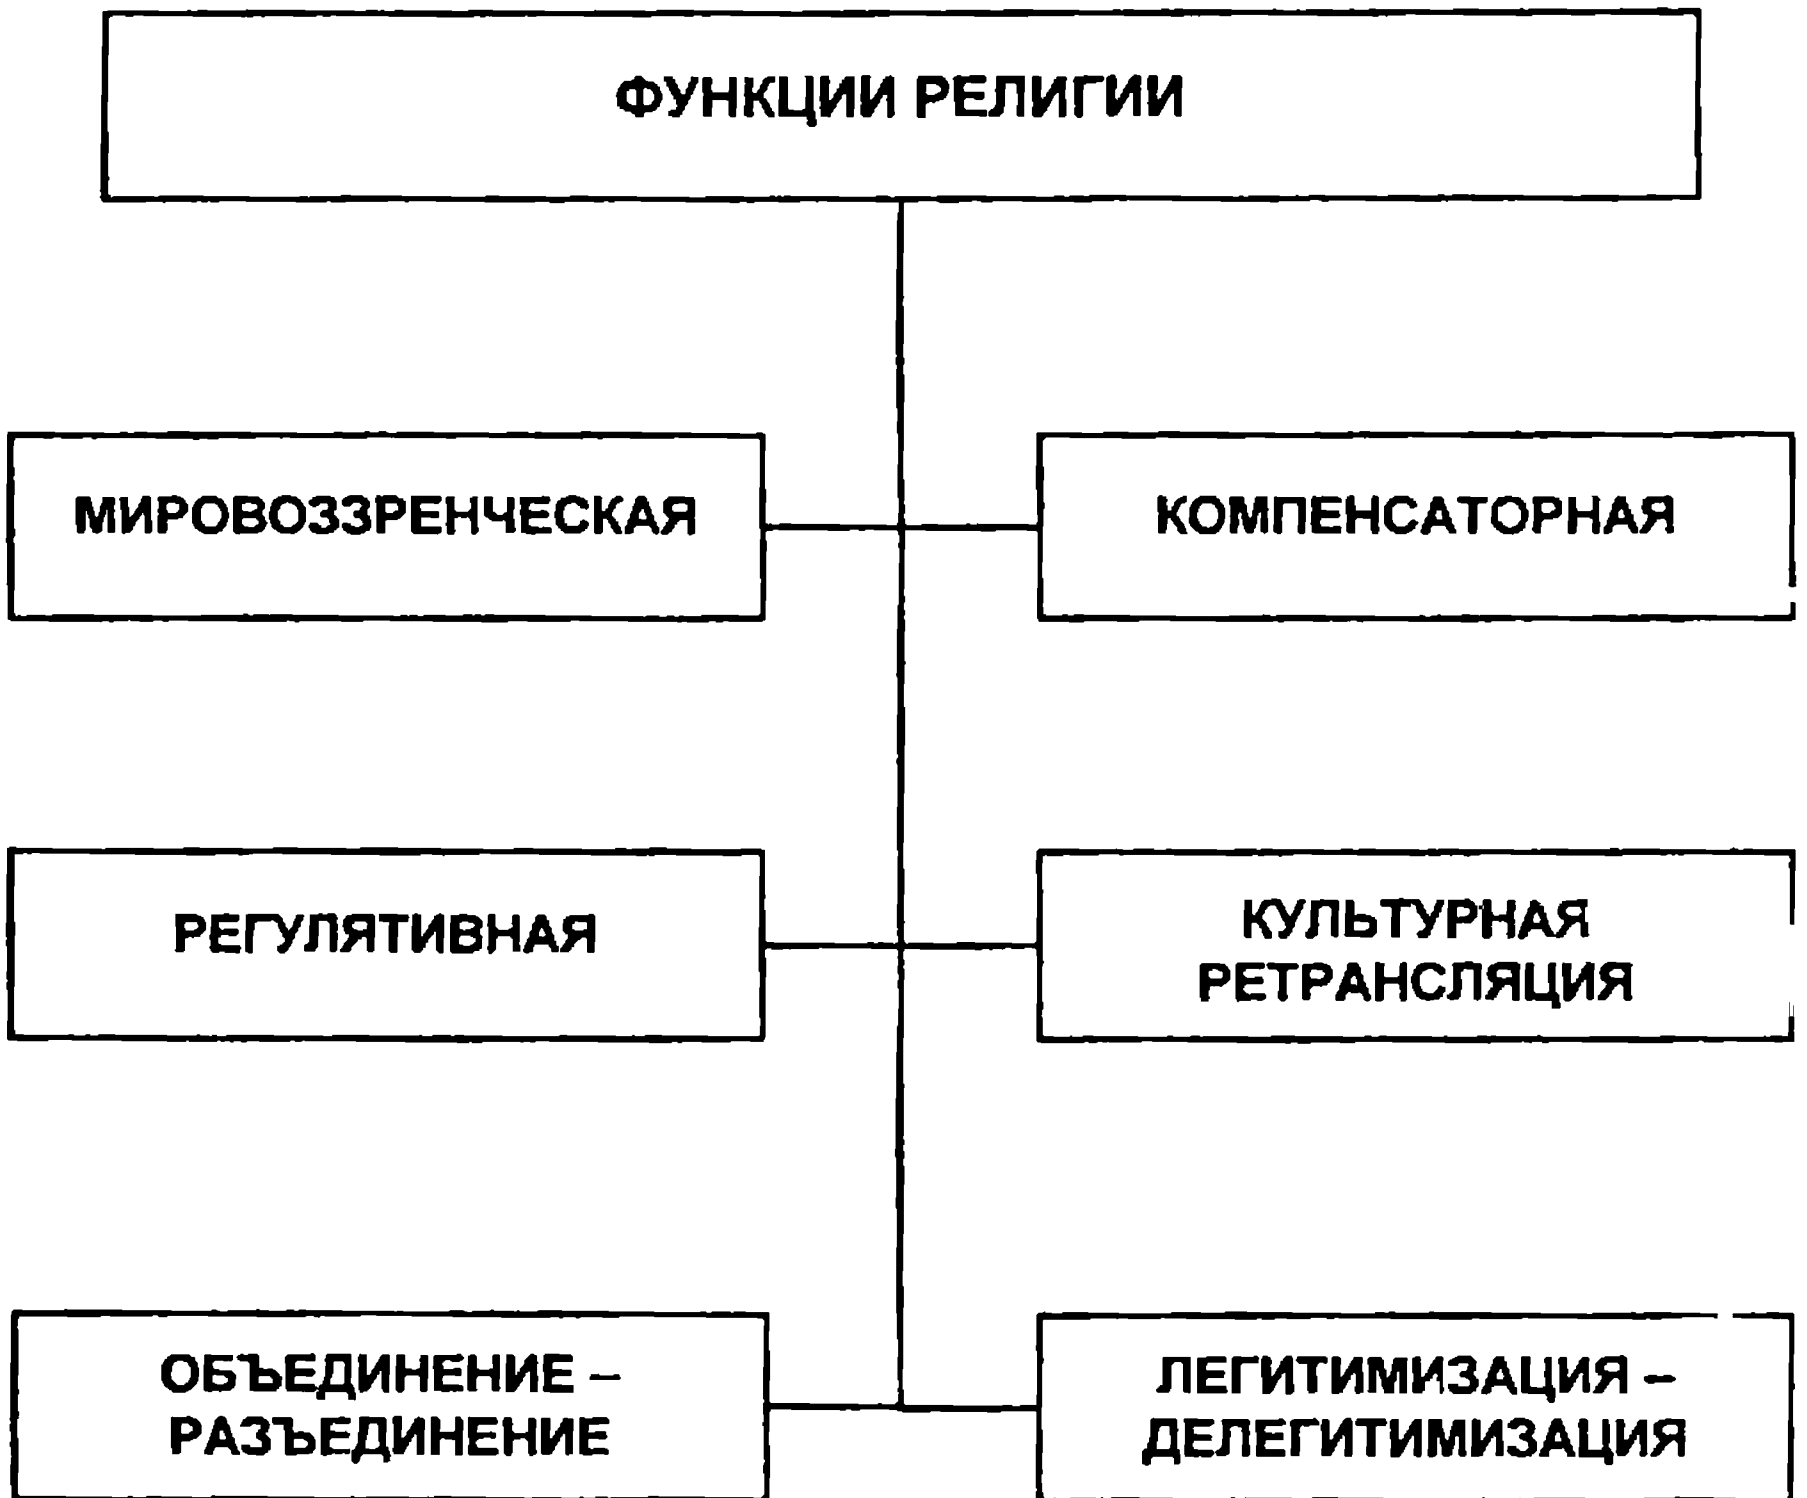 ФУНКЦИИ РЕЛИГИИ
МИРОВОЗЗРЕНЧЕСКАЯ
КОМПЕНСАТОРНАЯ
РЕГУЛЯТИВНАЯ
КУЛЬТУРНАЯ
РЕТРАНСЛЯЦИЯ
ОБЪЕДИНЕНИЕ –
РАЗЪЕДИНЕНИЕ
ЛЕГИТИМИЗАЦИЯ –
ДЕЛЕГИТИМИЗАЦИЯ